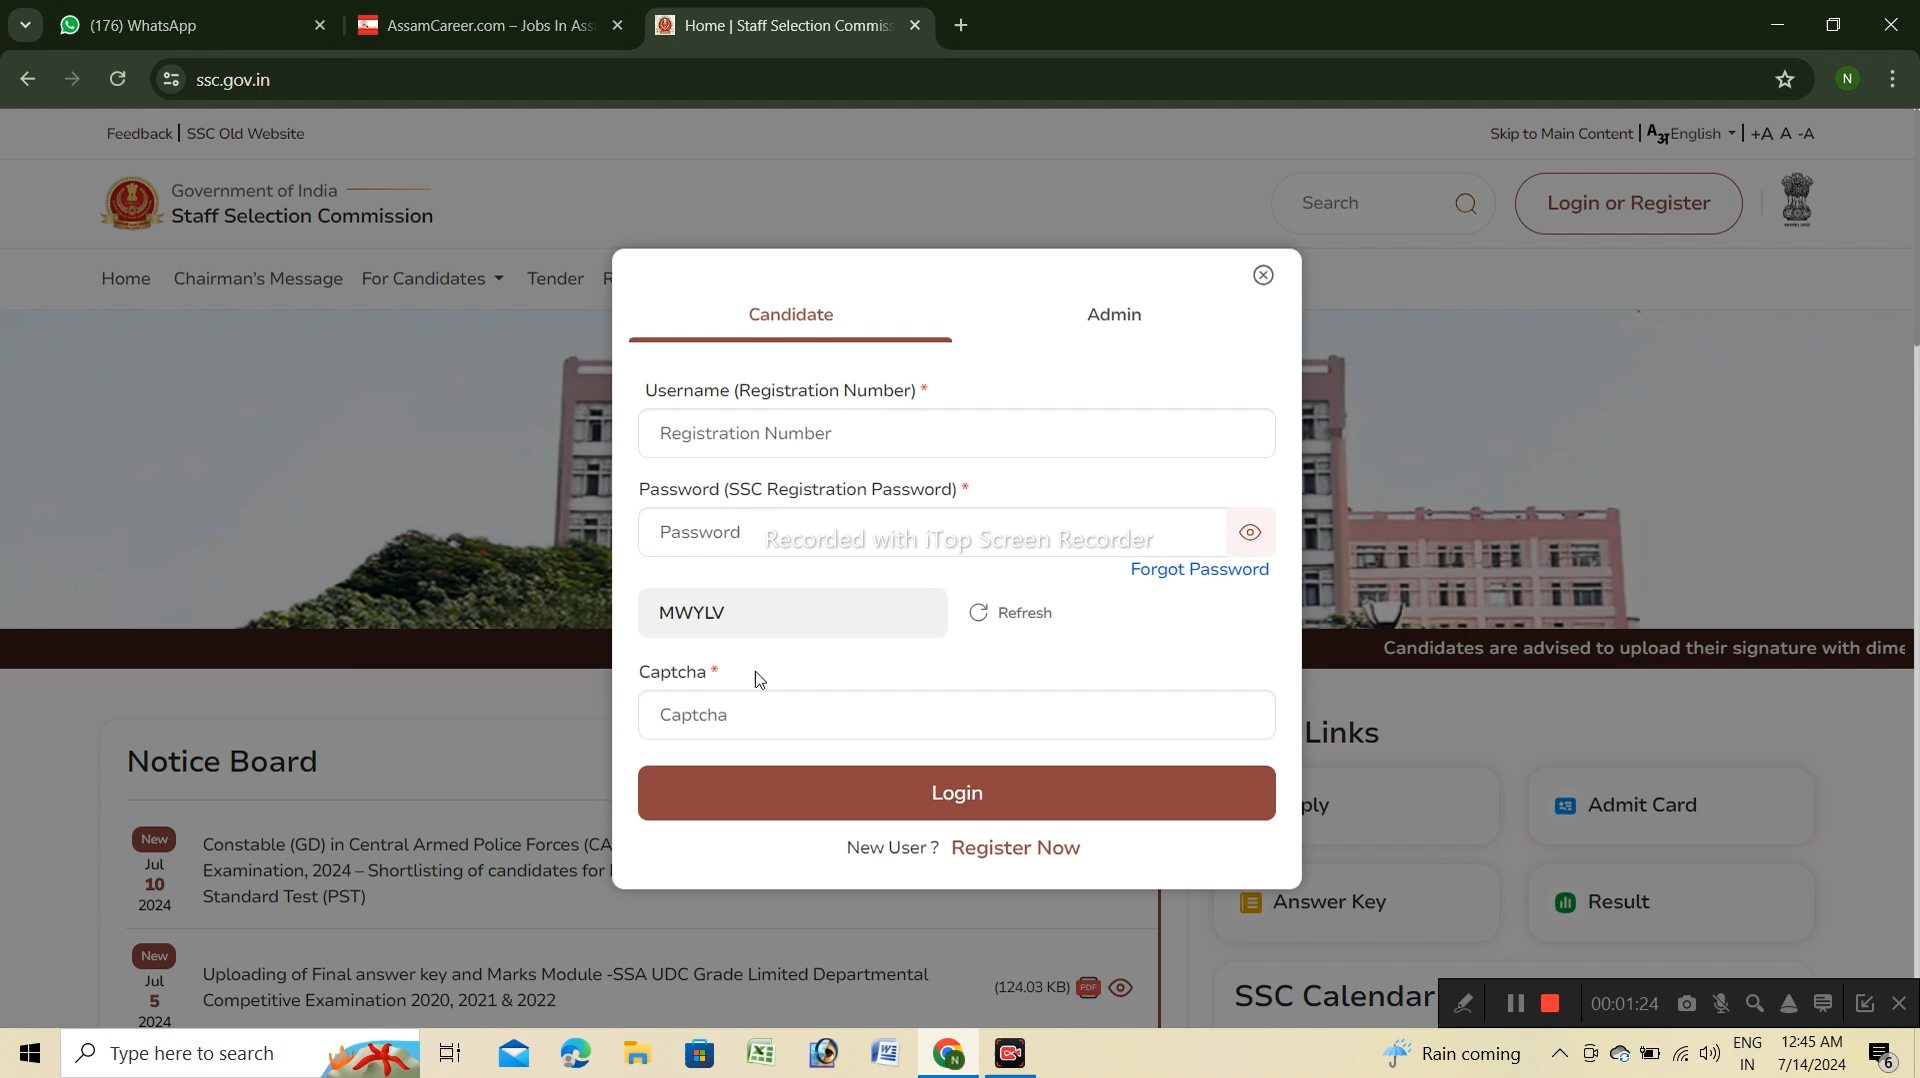 (176) WhatsApp
AssamCareer.com – Jobs In Ass
Home | Staff Selection Commiss
ssc.gov.in
N
Feedback | SSC Old Website
Skip to Main Content | Aअ English | +A A -A
Government of India
Staff Selection Commission
Search
Login or Register
Home Chairman's Message For Candidates Tender R
Candidate
Admin
Username (Registration Number) *
Registration Number
Password (SSC Registration Password) *
Password
Recorded with iTop Screen Recorder
Forgot Password
MWYLV
Refresh
Candidates are advised to upload their signature with dime
Captcha *
Captcha
Login
New User ? Register Now
Links
ply
Admit Card
Answer Key
Result
SSC Calendar
Notice Board
New
Jul
10
2024
Constable (GD) in Central Armed Police Forces (CA
Examination, 2024 – Shortlisting of candidates for
Standard Test (PST)
New
Jul
5
2024
Uploading of Final answer key and Marks Module -SSA UDC Grade Limited Departmental
Competitive Examination 2020, 2021 & 2022
(124.03 KB)
PDF
00:01:24
Type here to search
N
Rain coming
ENG
IN
12:45 AM
7/14/2024
6